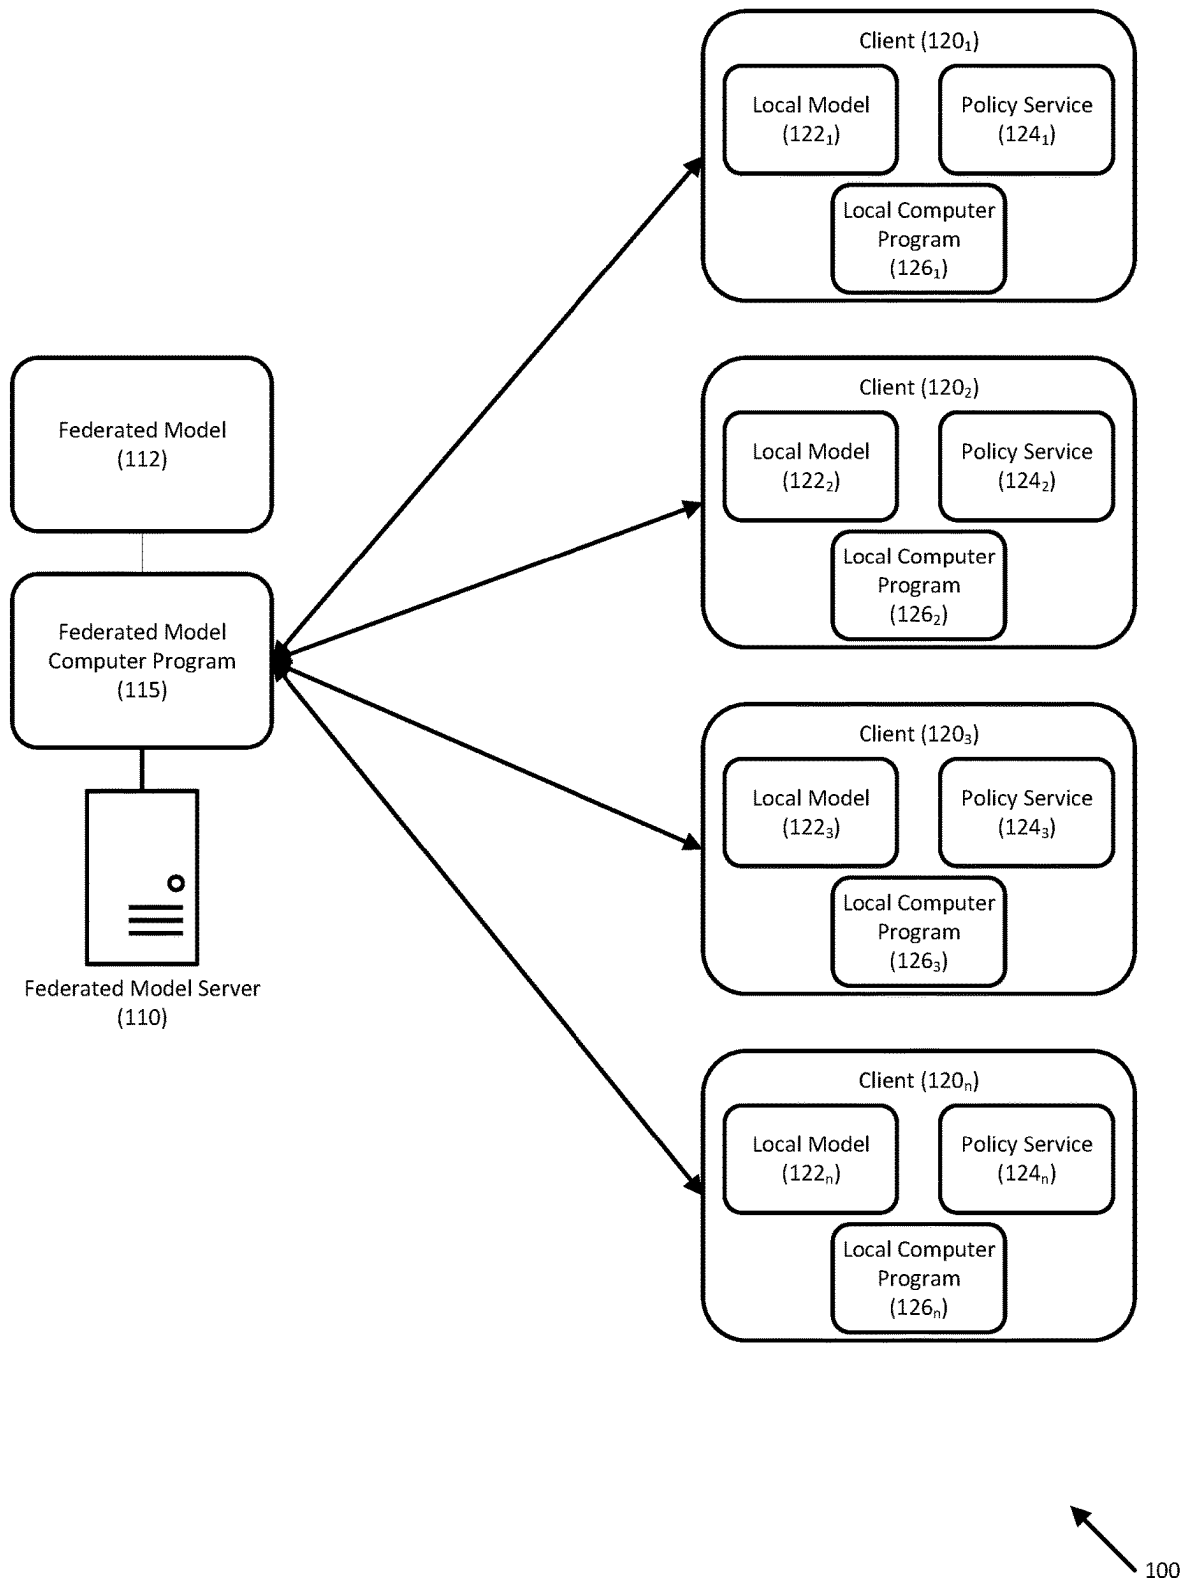 Client (120₁)
Local Model
(122₁)
Policy Service
(124₁)
Local Computer
Program
(126₁)
Federated Model
(112)
Federated Model
Computer Program
(115)
Federated Model Server
(110)
Client (120₂)
Local Model
(122₂)
Policy Service
(124₂)
Local Computer
Program
(126₂)
Client (120₃)
Local Model
(122₃)
Policy Service
(124₃)
Local Computer
Program
(126₃)
Client (120ₙ)
Local Model
(122ₙ)
Policy Service
(124ₙ)
Local Computer
Program
(126ₙ)
100